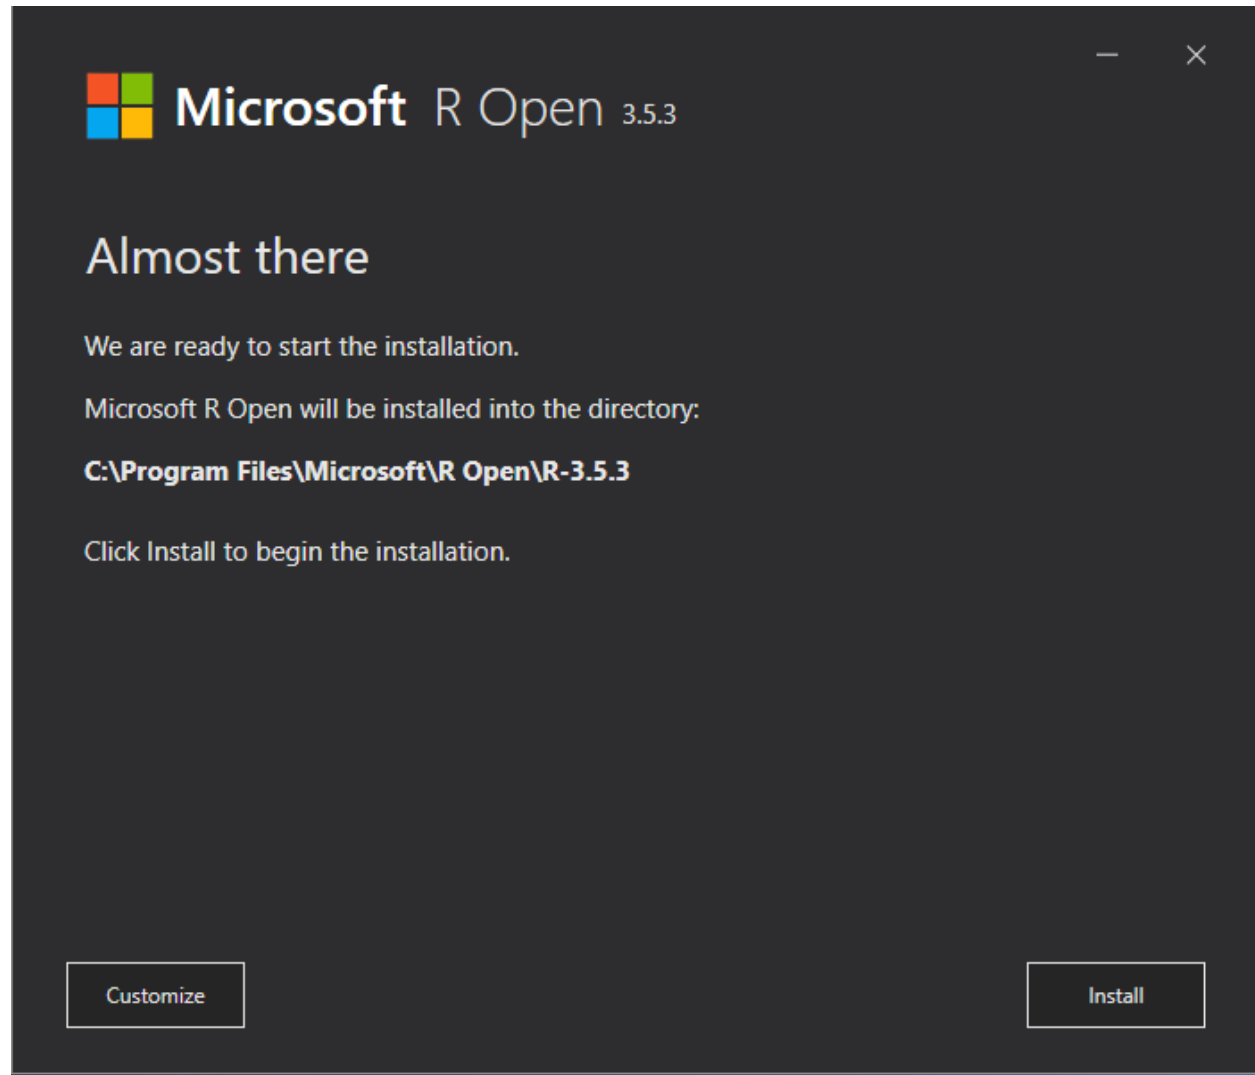 Microsoft R Open 3.5.3
Almost there
We are ready to start the installation.
Microsoft R Open will be installed into the directory:
C:\Program Files\Microsoft\R Open\R-3.5.3
Click Install to begin the installation.
Customize
Install